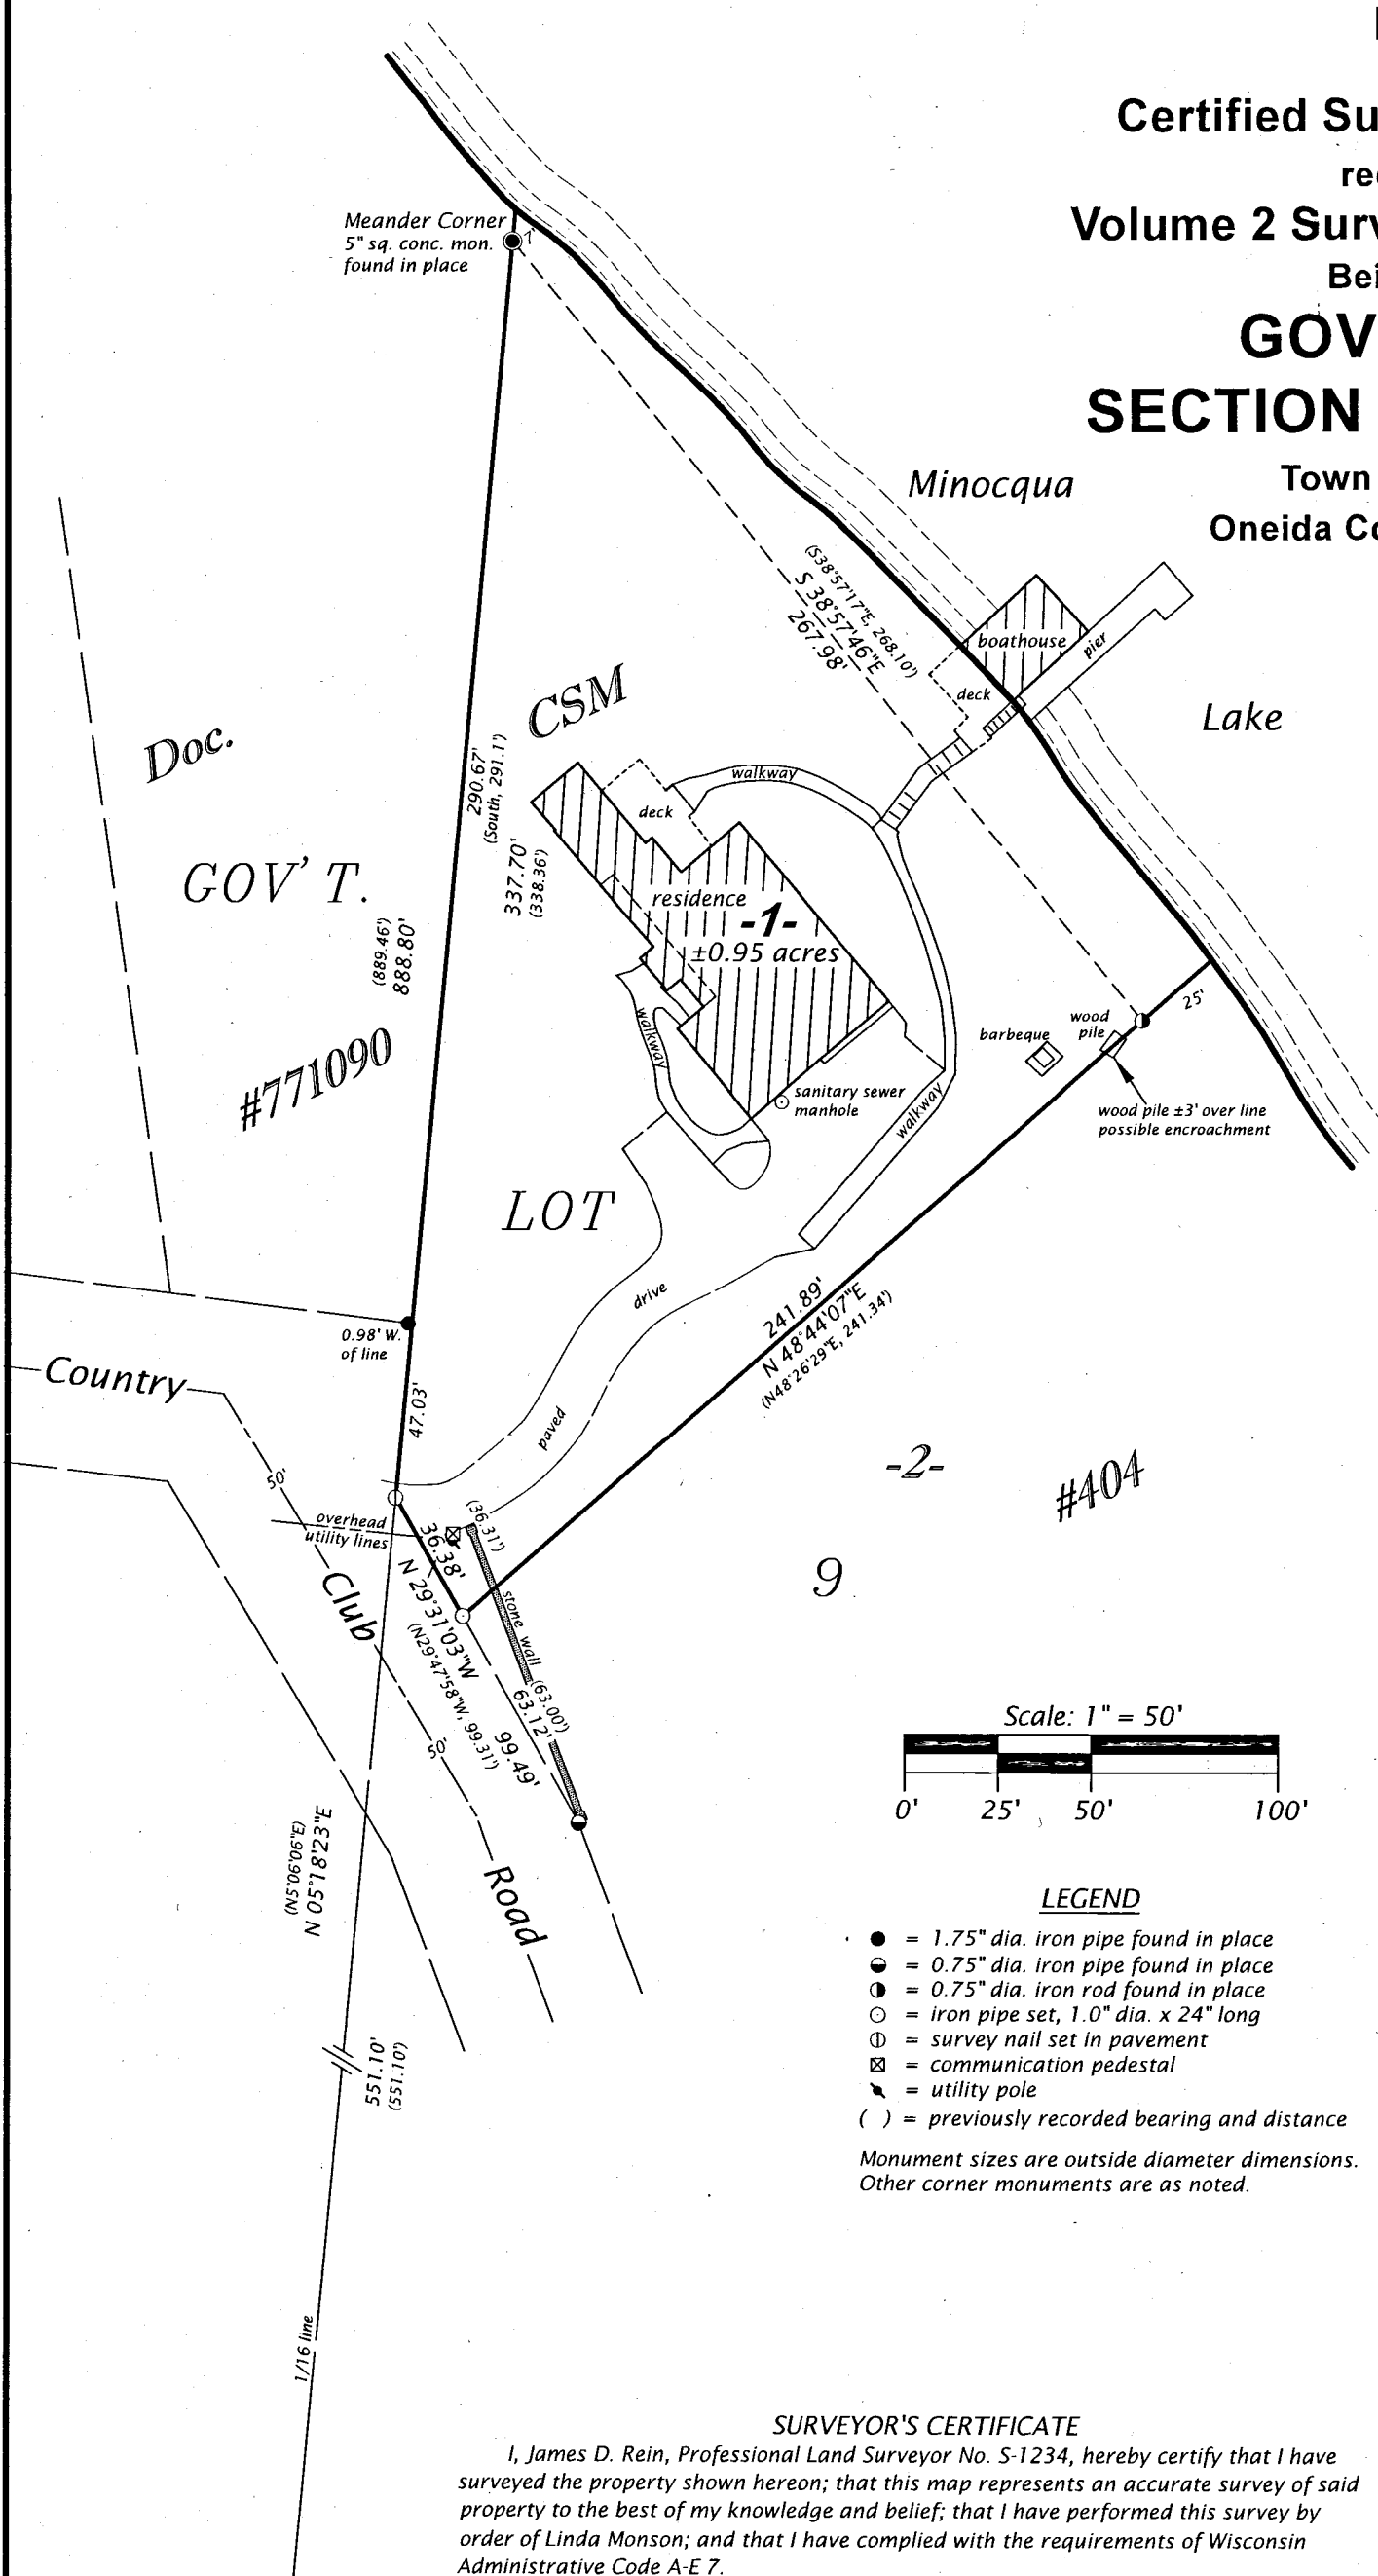 Certified Su
Volume 2 Surv
Bei
GOV
SECTION
Town
Oneida Co
Meander Corner
5" sq. conc. mon.
found in place
7'
Minocqua
Lake
(S38°57'17"E, 268.10')
S 38°57'46"E
267.98'
boathouse
pier
deck
CSM
Doc.
290.67'
(South, 291.1')
337.70'
(338.36')
walkway
deck
GOV'T.
residence
-1-
±0.95 acres
(889.46')
888.80'
25'
wood
pile
barbeque
walkway
#771090
sanitary sewer
manhole
walkway
wood pile ±3' over line
possible encroachment
LOT
drive
0.98' W.
of line
241.89'
N 48°44'07"E
(N48°26'29"E, 241.34')
Country
47.03'
paved
-2-
#404
50'
overhead
utility lines
(36.31')
36.38'
N 29°31'03"W
(N29°47'58"W, 99.31')
stone wall
9
Club
(63.00')
63.12'
99.49'
50'
Scale: 1" = 50'
0' 25' 50' 100'
(N5°06'06"E)
N 05°18'23"E
Road
LEGEND
= 1.75" dia. iron pipe found in place
= 0.75" dia. iron pipe found in place
= 0.75" dia. iron rod found in place
= iron pipe set, 1.0" dia. x 24" long
= survey nail set in pavement
= communication pedestal
= utility pole
( ) = previously recorded bearing and distance
Monument sizes are outside diameter dimensions.
Other corner monuments are as noted.
551.10'
(551.10')
1/16 line
SURVEYOR'S CERTIFICATE
I, James D. Rein, Professional Land Surveyor No. S-1234, hereby certify that I have
surveyed the property shown hereon; that this map represents an accurate survey of said
property to the best of my knowledge and belief; that I have performed this survey by
order of Linda Monson; and that I have complied with the requirements of Wisconsin
Administrative Code A-E 7.